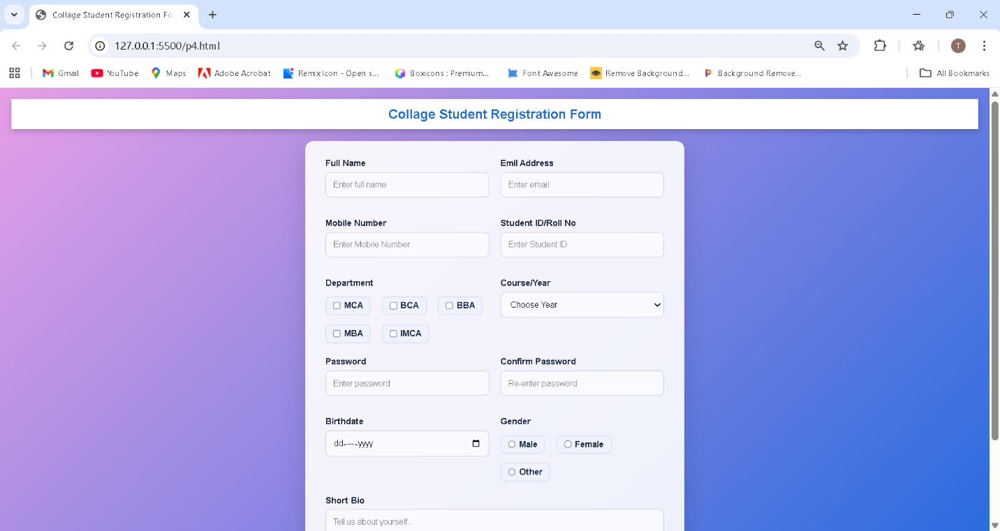 Collage Student Registration Fo
127.0.0.1:5500/p4.html
T
Gmail YouTube Maps Adobe Acrobat Remix Icon - Open s... Boxicons : Premium... Font Awesome Remove Background... Background Remove... All Bookmarks
Collage Student Registration Form
Full Name Emil Address
Enter full name Enter email
Mobile Number Student ID/Roll No
Enter Mobile Number Enter Student ID
Department Course/Year
MCA BCA BBA Choose Year
MBA IMCA
Password Confirm Password
Enter password Re-enter password
Birthdate Gender
dd-----yyyy Male Female
Other
Short Bio
Tell us about yourself...